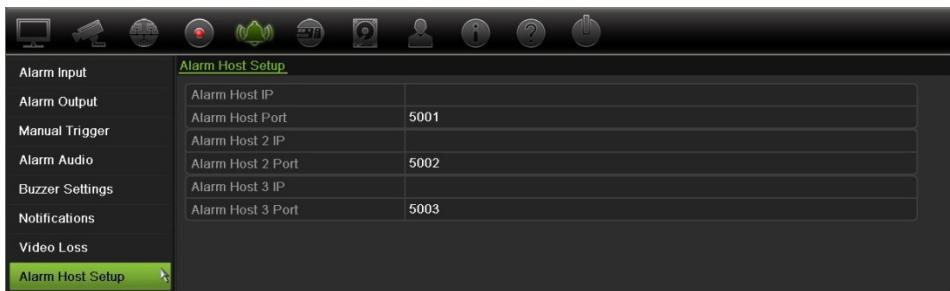 Alarm Input
Alarm Output
Manual Trigger
Alarm Audio
Buzzer Settings
Notifications
Video Loss
Alarm Host Setup
Alarm Host Setup
Alarm Host IP
Alarm Host Port 5001
Alarm Host 2 IP
Alarm Host 2 Port 5002
Alarm Host 3 IP
Alarm Host 3 Port 5003